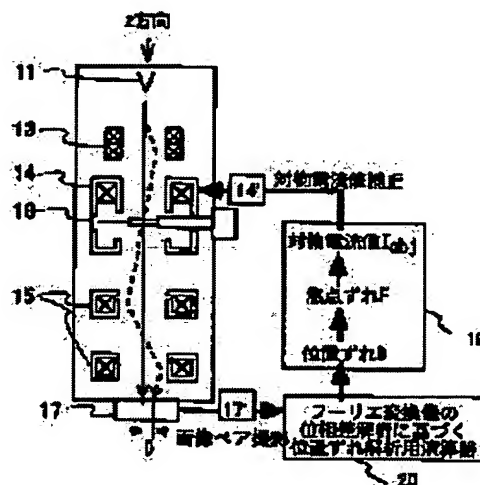 z方向
11
13
14
14'
対物電流値補正
18
対物電流値Iobj
焦点ずれF
位置ずれD
15
17
17'
D
画像ペア撮影
フーリエ変換像の
位相差解析に基づく
位置ずれ解析用演算器
20